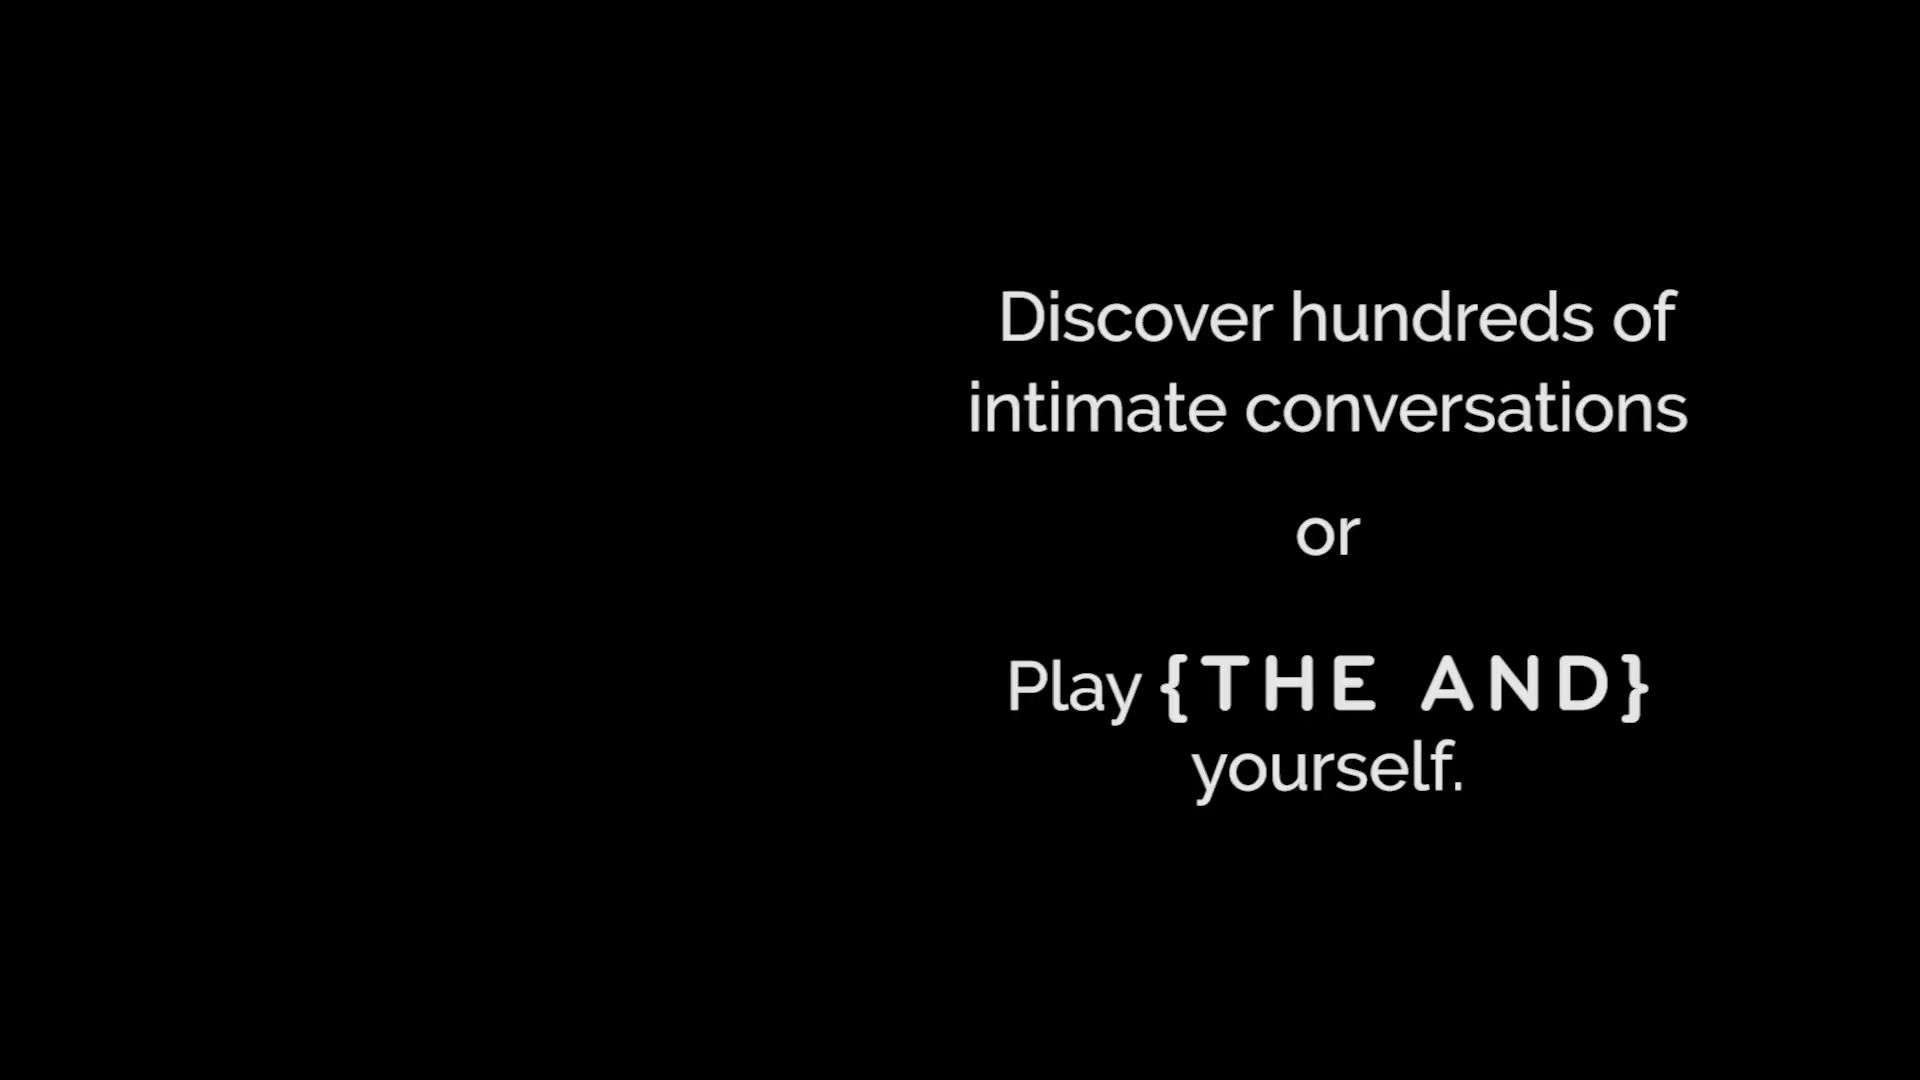 Discover hundreds of
intimate conversations
or
Play {THE AND}
yourself.